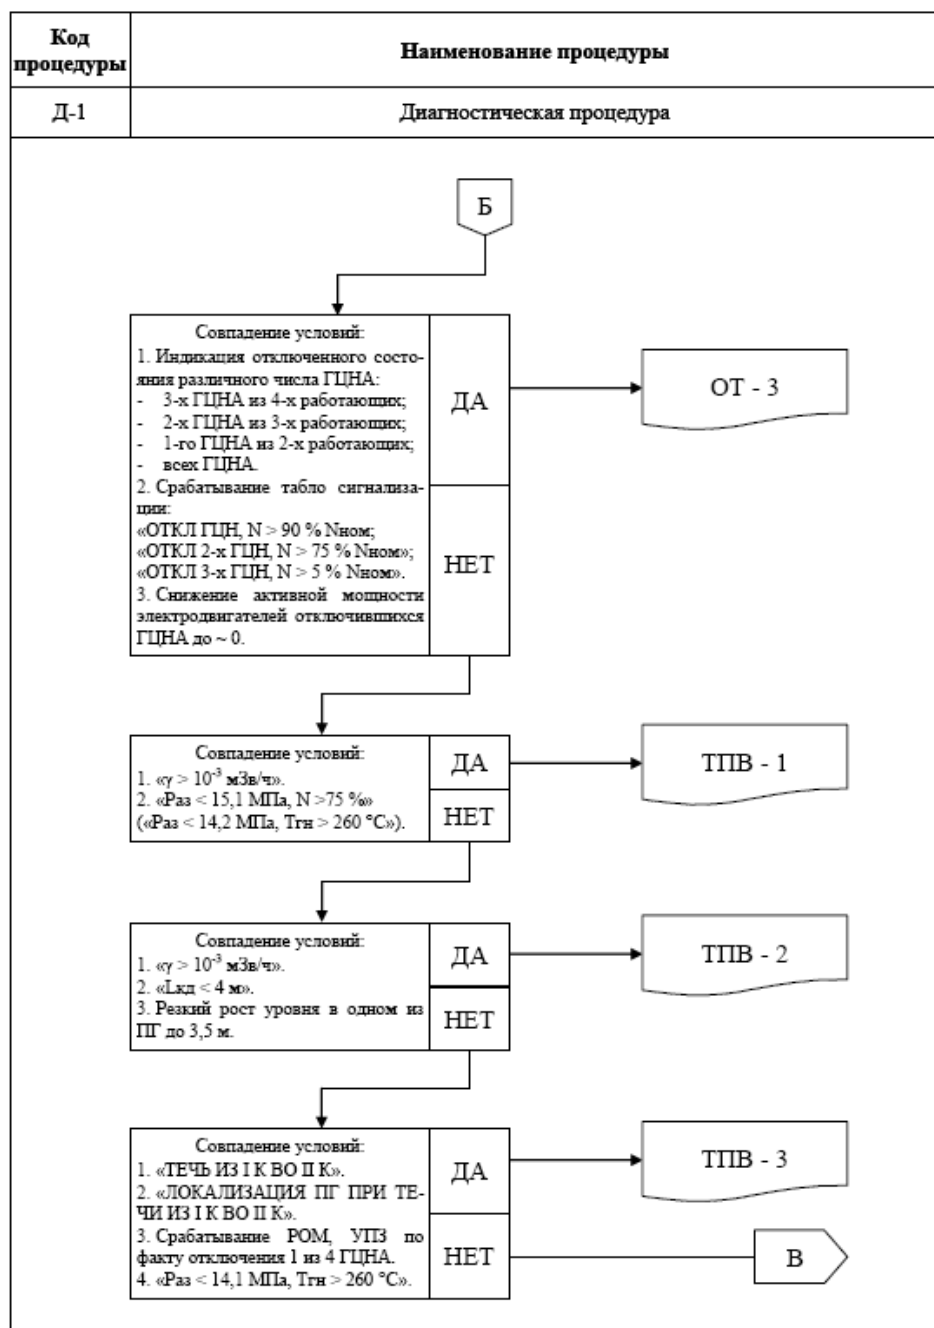 Код
процедуры
Наименование процедуры
Д-1
Диагностическая процедура
Б
Совпадение условий:
1. Индикация отключенного состо-
яния различного числа ГЦНА:
- 3-х ГЦНА из 4-х работающих;
- 2-х ГЦНА из 3-х работающих;
- 1-го ГЦНА из 2-х работающих;
- всех ГЦНА.
2. Срабатывание табло сигнализа-
ции:
«ОТКЛ ГЦН, N > 90 % Nном;
«ОТКЛ 2-х ГЦН, N > 75 % Nном»;
«ОТКЛ 3-х ГЦН, N > 5 % Nном».
3. Снижение активной мощности
электродвигателей отключившихся
ГЦНА до ~ 0.
ДА
НЕТ
ОТ - 3
Совпадение условий:
1. «γ > 10⁻³ мЗв/ч».
2. «Раз < 15,1 МПа, N >75 %»
(«Раз < 14,2 МПа, Тгн > 260 °С»).
ДА
НЕТ
ТПВ - 1
Совпадение условий:
1. «γ > 10⁻³ мЗв/ч».
2. «Lкд < 4 м».
3. Резкий рост уровня в одном из
ПГ до 3,5 м.
ДА
НЕТ
ТПВ - 2
Совпадение условий:
1. «ТЕЧЬ ИЗ I К ВО II К».
2. «ЛОКАЛИЗАЦИЯ ПГ ПРИ ТЕ-
ЧИ ИЗ I К ВО II К».
3. Срабатывание РОМ, УПЗ по
факту отключения 1 из 4 ГЦНА.
4. «Раз < 14,1 МПа, Тгн > 260 °С».
ДА
НЕТ
ТПВ - 3
В